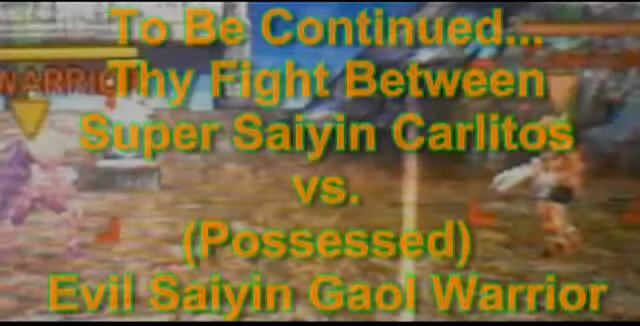 To Be Continued...
Thy Fight Between
Super Saiyin Carlitos
vs.
(Possessed)
Evil Saiyin Gaol Warrior